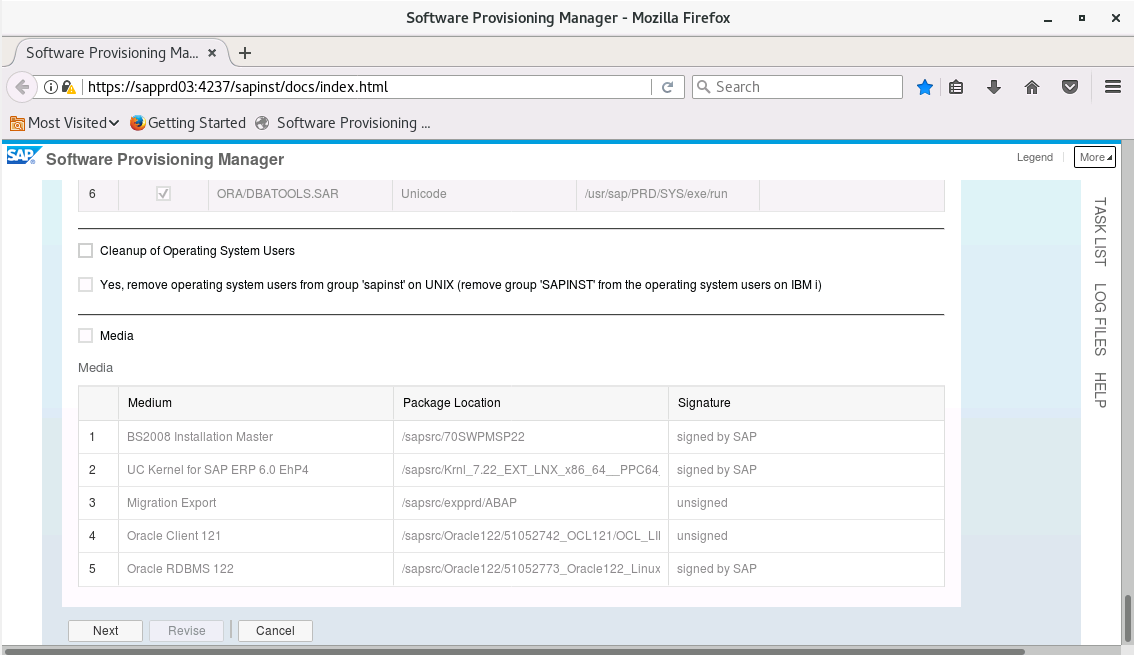 Software Provisioning Manager - Mozilla Firefox
Software Provisioning Ma...
https://sapprd03:4237/sapinst/docs/index.html
Search
Most Visited
Getting Started
Software Provisioning ...
SAP
Software Provisioning Manager
Legend
More
6 ORA/DBATOOLS.SAR Unicode /usr/sap/PRD/SYS/exe/run
Cleanup of Operating System Users
Yes, remove operating system users from group 'sapinst' on UNIX (remove group 'SAPINST' from the operating system users on IBM i)
Media
Media
Medium Package Location Signature
1 BS2008 Installation Master /sapsrc/70SWPMSP22 signed by SAP
2 UC Kernel for SAP ERP 6.0 EhP4 /sapsrc/Krnl_7.22_EXT_LNX_x86_64__PPC64_ signed by SAP
3 Migration Export /sapsrc/expprd/ABAP unsigned
4 Oracle Client 121 /sapsrc/Oracle122/51052742_OCL121/OCL_LI unsigned
5 Oracle RDBMS 122 /sapsrc/Oracle122/51052773_Oracle122_Linux signed by SAP
Next
Revise
Cancel
TASK LIST
LOG FILES
HELP